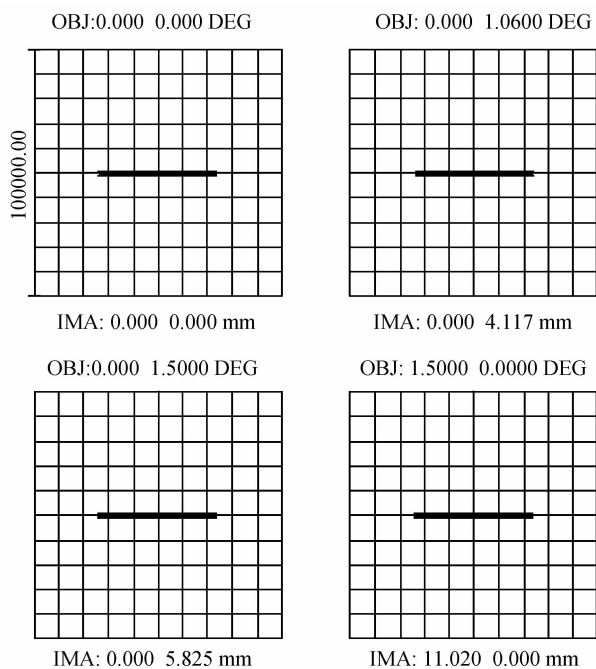 OBJ:0.000 0.000 DEG
OBJ: 0.000 1.0600 DEG
100000.00
IMA: 0.000 0.000 mm
IMA: 0.000 4.117 mm
OBJ:0.000 1.5000 DEG
OBJ: 1.5000 0.0000 DEG
IMA: 0.000 5.825 mm
IMA: 11.020 0.000 mm